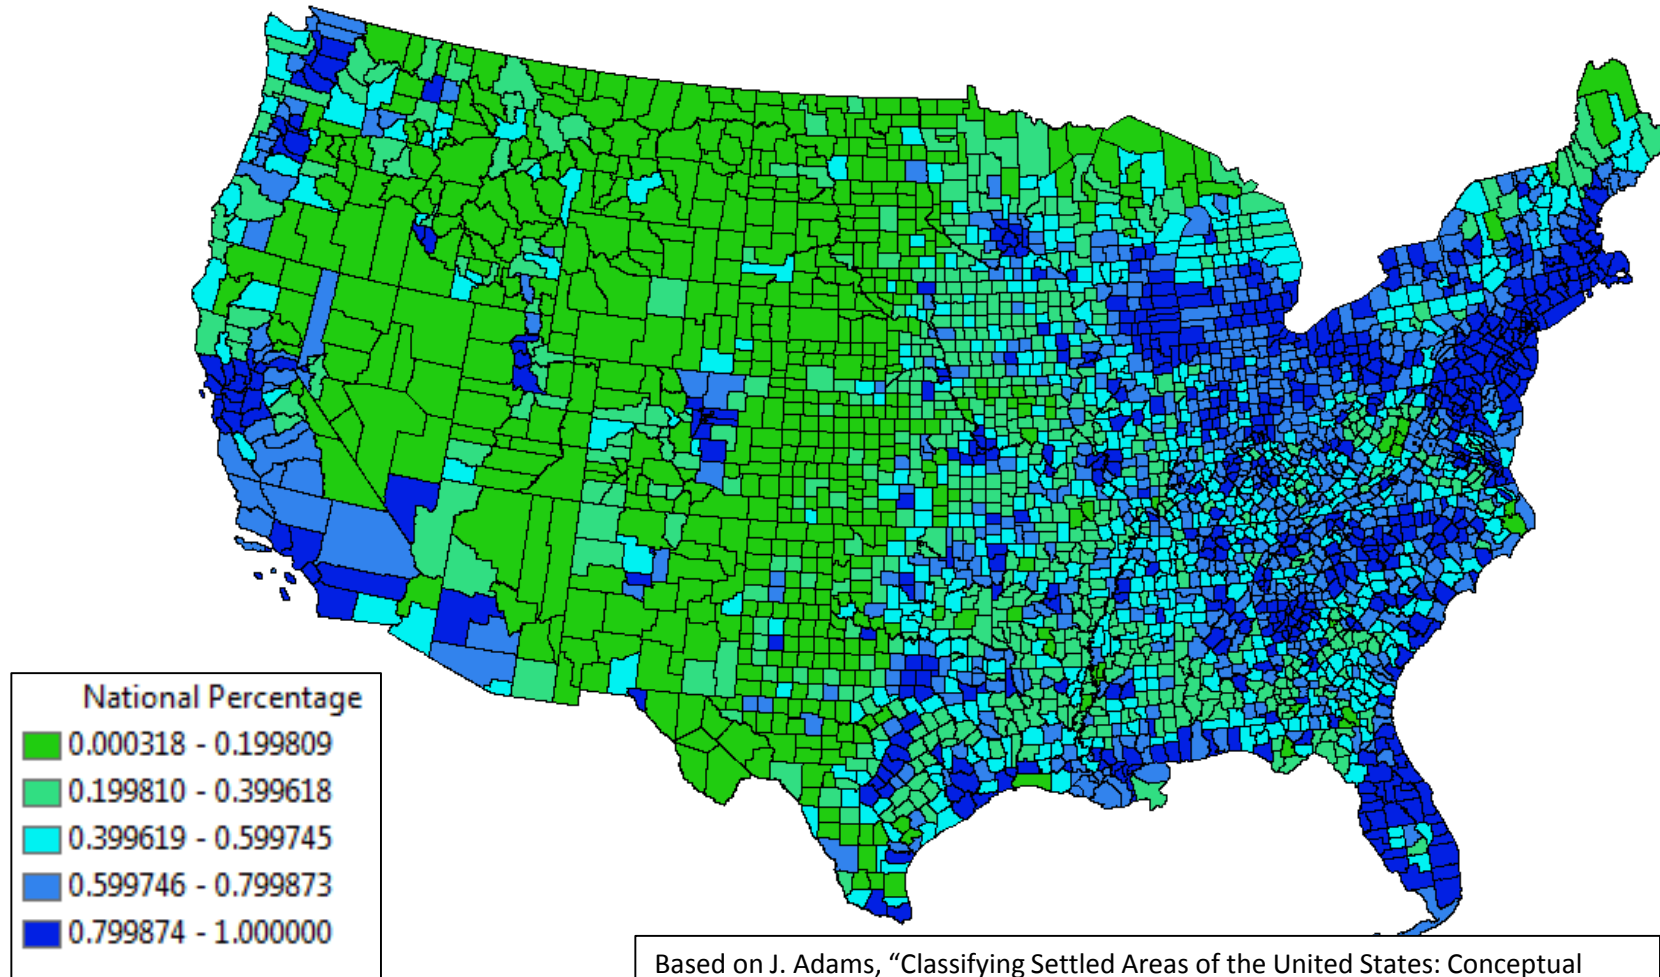 National Percentage
0.000318 - 0.199809
0.199810 - 0.399618
0.399619 - 0.599745
0.599746 - 0.799873
0.799874 - 1.000000
Based on J. Adams, “Classifying Settled Areas of the United States: Conceptual